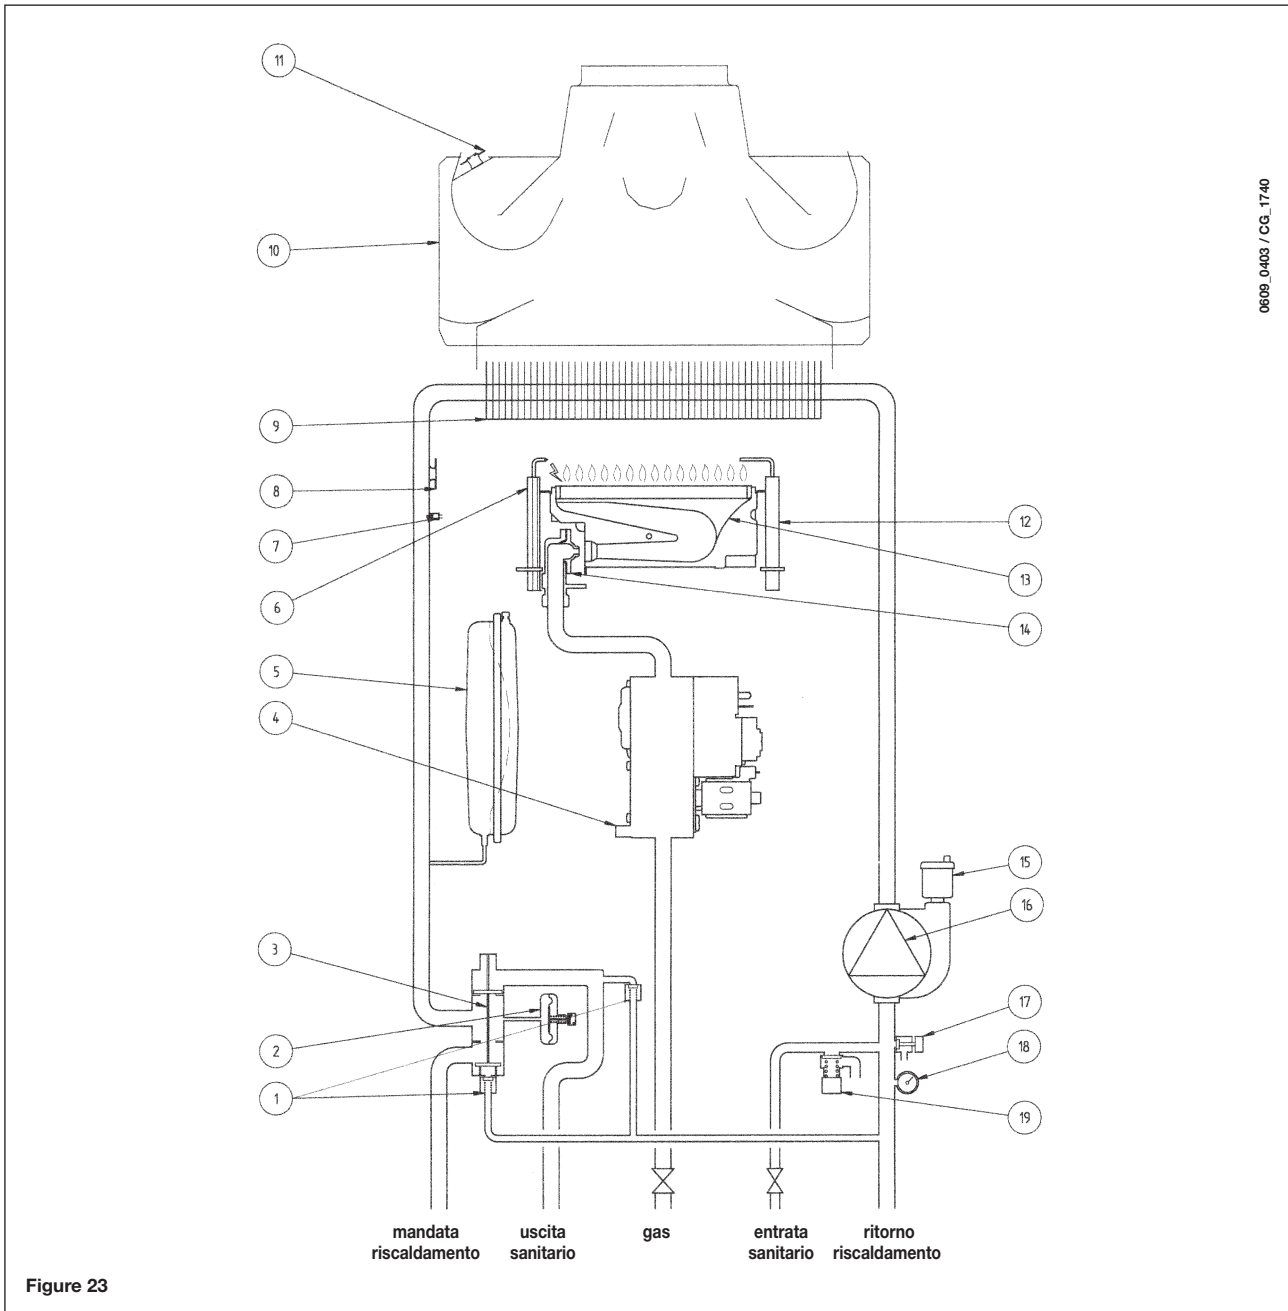 11
10
0609_0403 / CG_1740
9
8
7
6
5
4
3
2
1
12
13
14
15
16
17
18
19
mandata
riscaldamento
uscita
sanitario
gas
entrata
sanitario
ritorno
riscaldamento
Figure 23